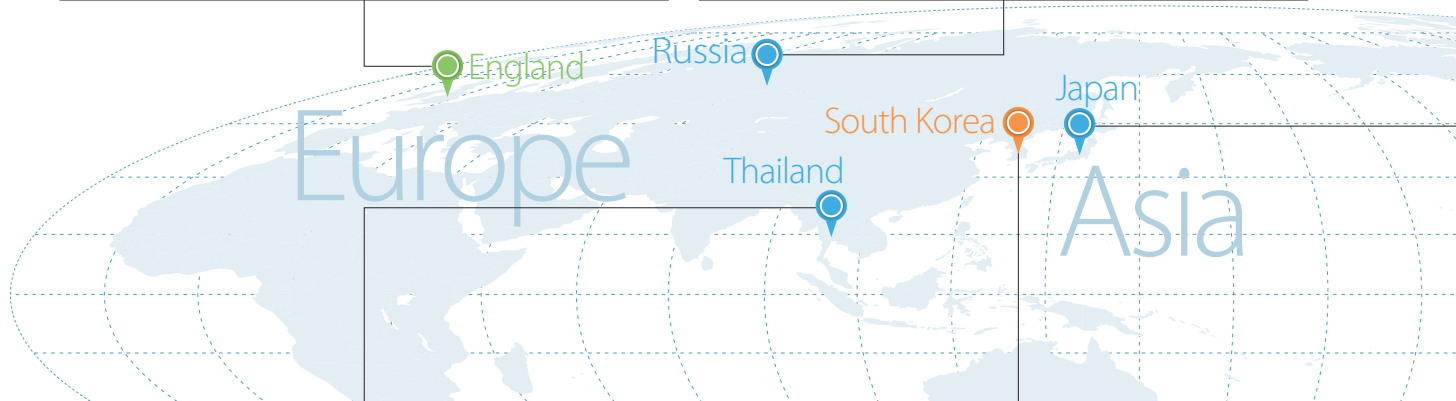 England
Russia
Japan
South Korea
Europe
Thailand
Asia